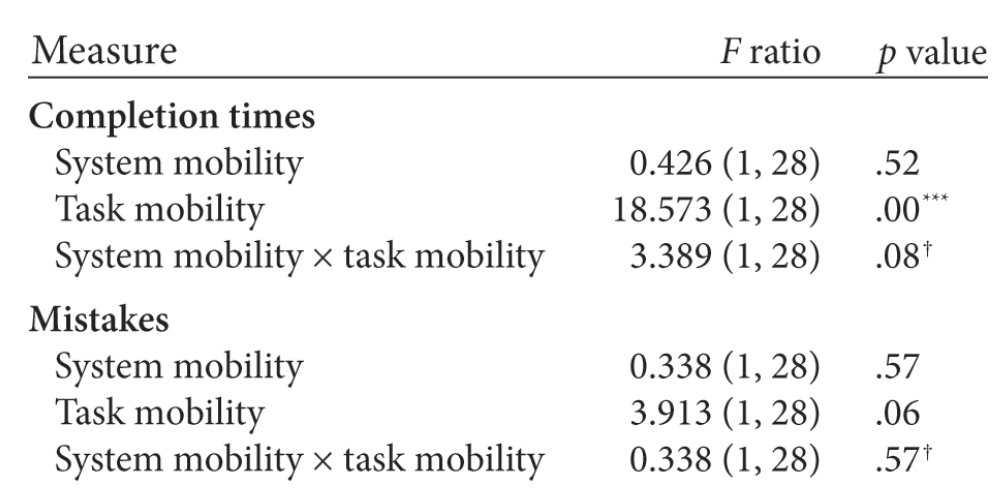 Measure F ratio p value
Completion times
System mobility 0.426 (1, 28) .52
Task mobility 18.573 (1, 28) .00***
System mobility × task mobility 3.389 (1, 28) .08†
Mistakes
System mobility 0.338 (1, 28) .57
Task mobility 3.913 (1, 28) .06
System mobility × task mobility 0.338 (1, 28) .57†